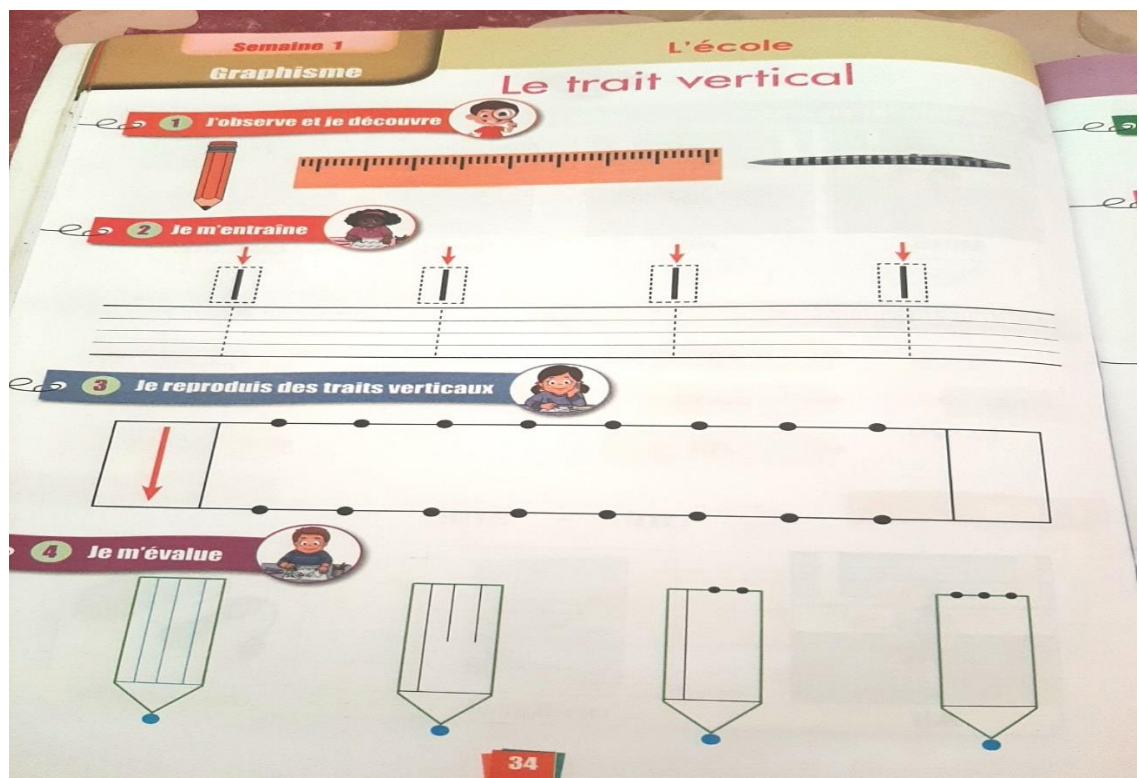 Semaine 1
L'école
Graphisme
Le trait vertical
1 J'observe et je découvre
2 Je m'entraîne
3 Je reproduis des traits verticaux
4 Je m'évalue
34